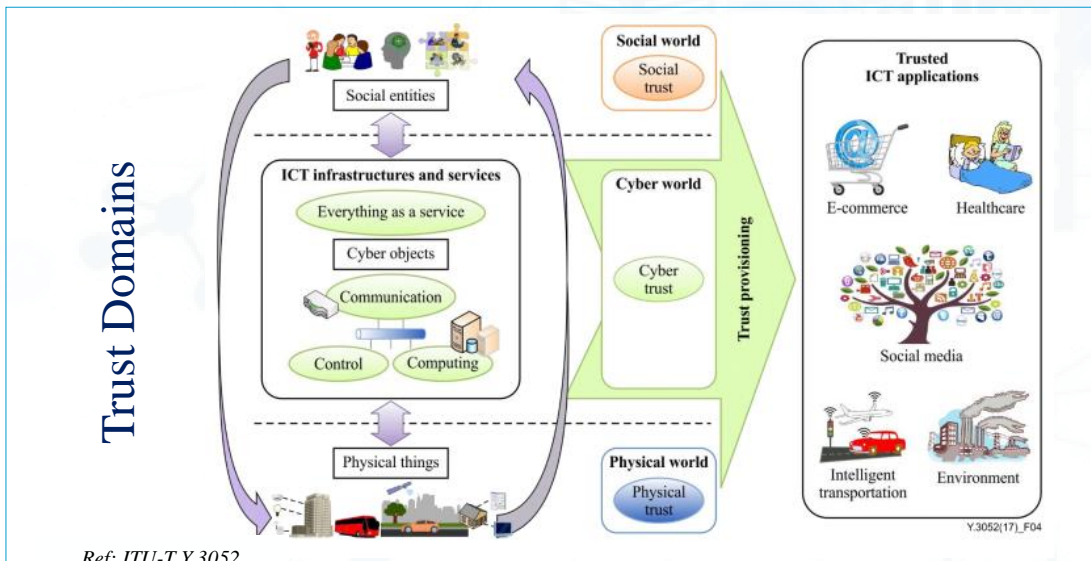 Trust Domains
Social entities
ICT infrastructures and services
Everything as a service
Cyber objects
Communication
Control
Computing
Physical things
Social world
Social
trust
Cyber world
Cyber
trust
Physical world
Physical
trust
Trust provisioning
Trusted
ICT applications
@
E-commerce
Healthcare
Social media
Intelligent
transportation
Environment
Y.3052(17)_F04
Ref: ITU-T Y.3052